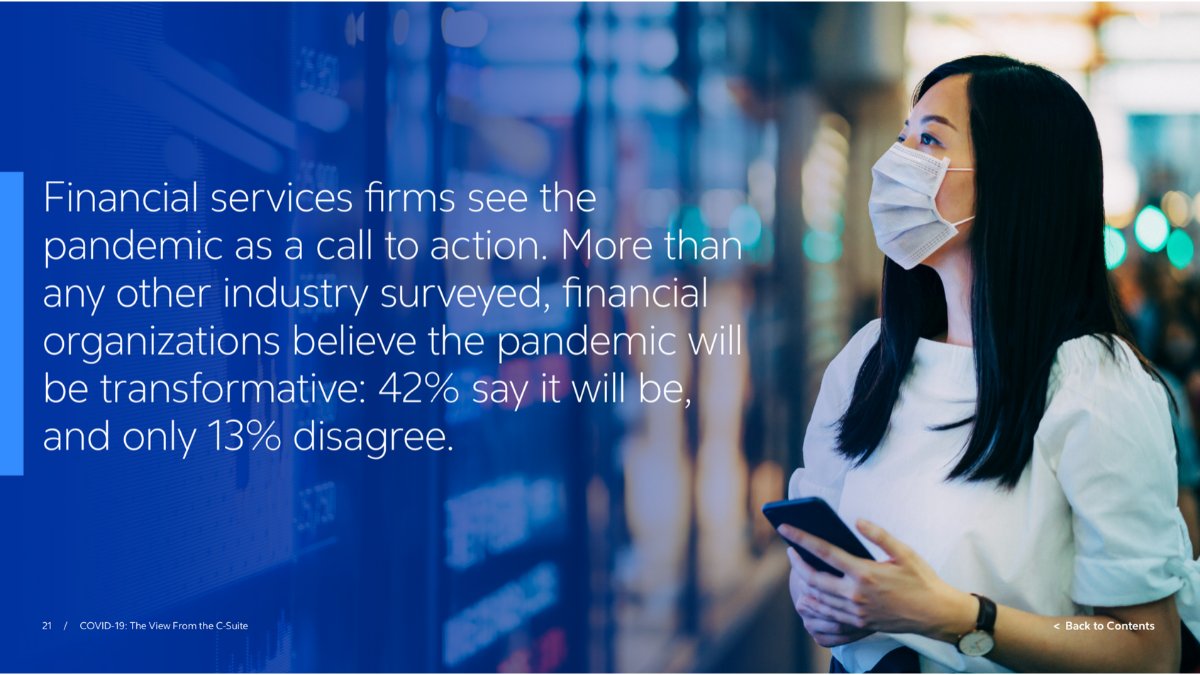 Financial services firms see the
pandemic as a call to action. More than
any other industry surveyed, financial
organizations believe the pandemic will
be transformative: 42% say it will be,
and only 13% disagree.
21 / COVID-19: The View From the C-Suite
< Back to Contents